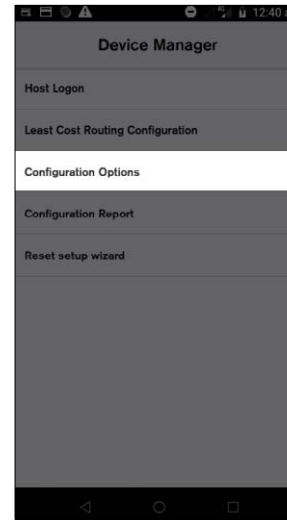 12:40
Device Manager
Host Logon
Least Cost Routing Configuration
Configuration Options
Configuration Report
Reset setup wizard